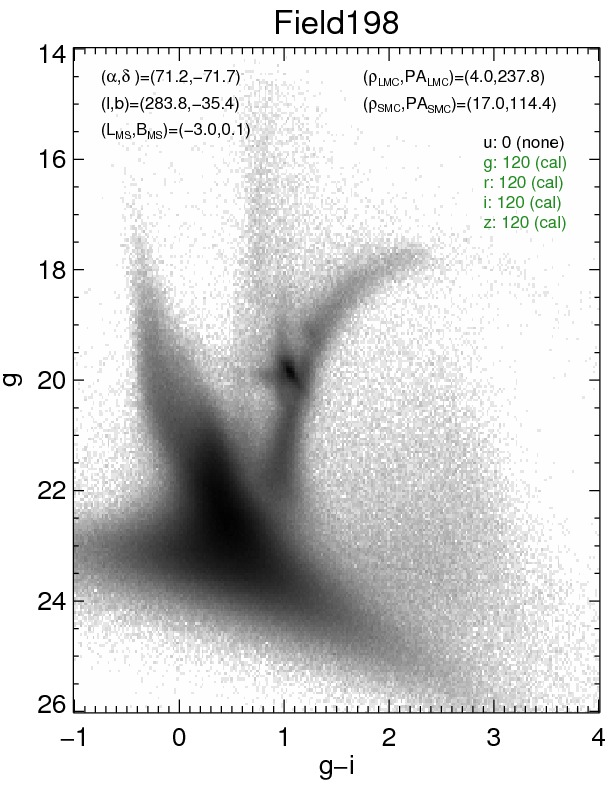 Field198
(α,δ)=(71.2,−71.7)
(ρLMC,PALMC)=(4.0,237.8)
(l,b)=(283.8,−35.4)
(ρSMC,PASMC)=(17.0,114.4)
(LMS,BMS)=(−3.0,0.1)
u: 0 (none)
g: 120 (cal)
r: 120 (cal)
i: 120 (cal)
z: 120 (cal)
14
16
18
20
22
24
26
g
−1 0 1 2 3 4
g−i